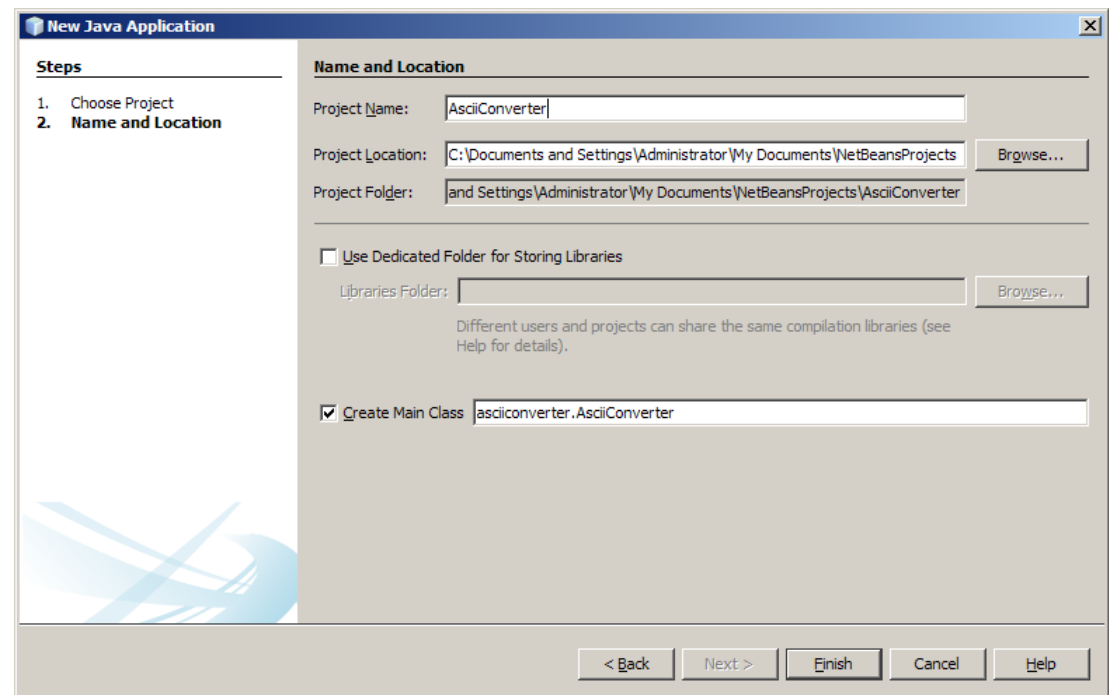 New Java Application
Steps
1. Choose Project
2. Name and Location
Name and Location
Project Name: AsciiConverter
Project Location: C:\Documents and Settings\Administrator\My Documents\NetBeansProjects Browse...
Project Folder: and Settings\Administrator\My Documents\NetBeansProjects\AsciiConverter
Use Dedicated Folder for Storing Libraries
Libraries Folder: Browse...
Different users and projects can share the same compilation libraries (see
Help for details).
Create Main Class asciiconverter.AsciiConverter
< Back Next > Finish Cancel Help